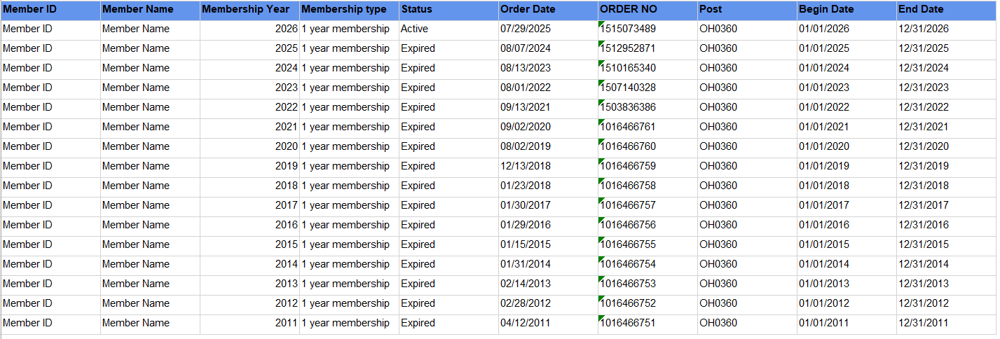 Member ID Member Name Membership Year Membership type Status Order Date ORDER NO Post Begin Date End Date
Member ID Member Name 2026 1 year membership Active 07/29/2025 1515073489 OH0360 01/01/2026 12/31/2026
Member ID Member Name 2025 1 year membership Expired 08/07/2024 1512952871 OH0360 01/01/2025 12/31/2025
Member ID Member Name 2024 1 year membership Expired 08/13/2023 1510165340 OH0360 01/01/2024 12/31/2024
Member ID Member Name 2023 1 year membership Expired 08/01/2022 1507140328 OH0360 01/01/2023 12/31/2023
Member ID Member Name 2022 1 year membership Expired 09/13/2021 1503836386 OH0360 01/01/2022 12/31/2022
Member ID Member Name 2021 1 year membership Expired 09/02/2020 1016466761 OH0360 01/01/2021 12/31/2021
Member ID Member Name 2020 1 year membership Expired 08/02/2019 1016466760 OH0360 01/01/2020 12/31/2020
Member ID Member Name 2019 1 year membership Expired 12/13/2018 1016466759 OH0360 01/01/2019 12/31/2019
Member ID Member Name 2018 1 year membership Expired 01/23/2018 1016466758 OH0360 01/01/2018 12/31/2018
Member ID Member Name 2017 1 year membership Expired 01/30/2017 1016466757 OH0360 01/01/2017 12/31/2017
Member ID Member Name 2016 1 year membership Expired 01/29/2016 1016466756 OH0360 01/01/2016 12/31/2016
Member ID Member Name 2015 1 year membership Expired 01/15/2015 1016466755 OH0360 01/01/2015 12/31/2015
Member ID Member Name 2014 1 year membership Expired 01/31/2014 1016466754 OH0360 01/01/2014 12/31/2014
Member ID Member Name 2013 1 year membership Expired 02/14/2013 1016466753 OH0360 01/01/2013 12/31/2013
Member ID Member Name 2012 1 year membership Expired 02/28/2012 1016466752 OH0360 01/01/2012 12/31/2012
Member ID Member Name 2011 1 year membership Expired 04/12/2011 1016466751 OH0360 01/01/2011 12/31/2011